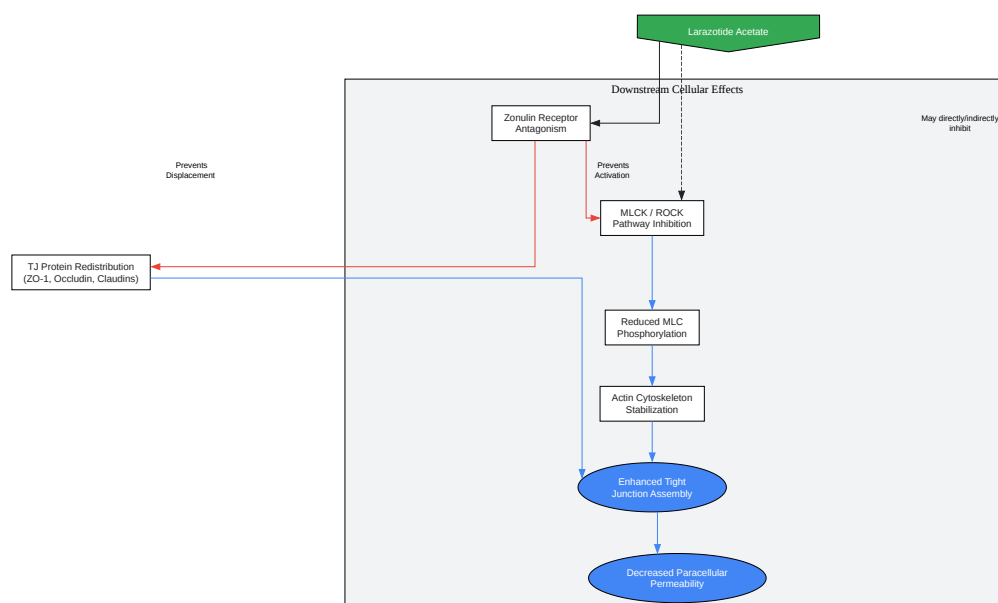 Larazotide Acetate
Downstream Cellular Effects
Zonulin Receptor
Antagonism
May directly/indirectly
inhibit
Prevents
Displacement
Prevents
Activation
MLCK / ROCK
Pathway Inhibition
TJ Protein Redistribution
(ZO-1, Occludin, Claudins)
Reduced MLC
Phosphorylation
Actin Cytoskeleton
Stabilization
Enhanced Tight
Junction Assembly
Decreased Paracellular
Permeability